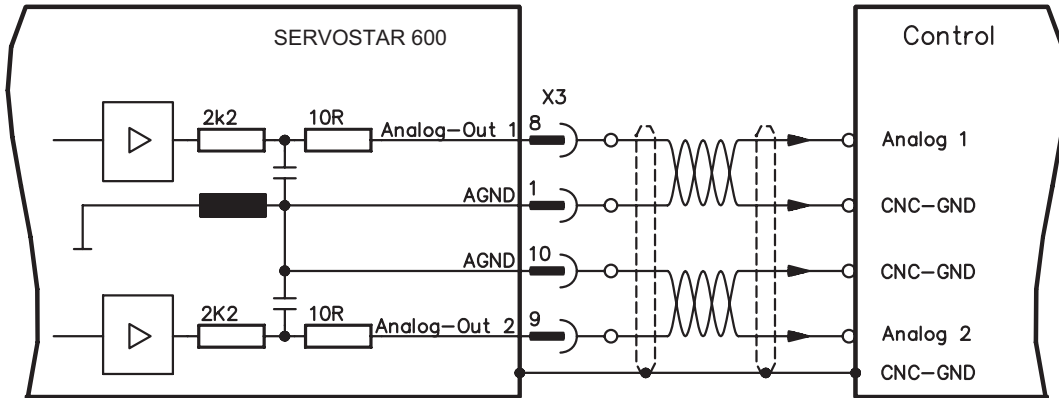 SERVOSTAR 600
Control
X3
2k2
10R
Analog-Out 1
8
Analog 1
AGND
1
CNC-GND
AGND
10
CNC-GND
2K2
10R
Analog-Out 2
9
Analog 2
CNC-GND